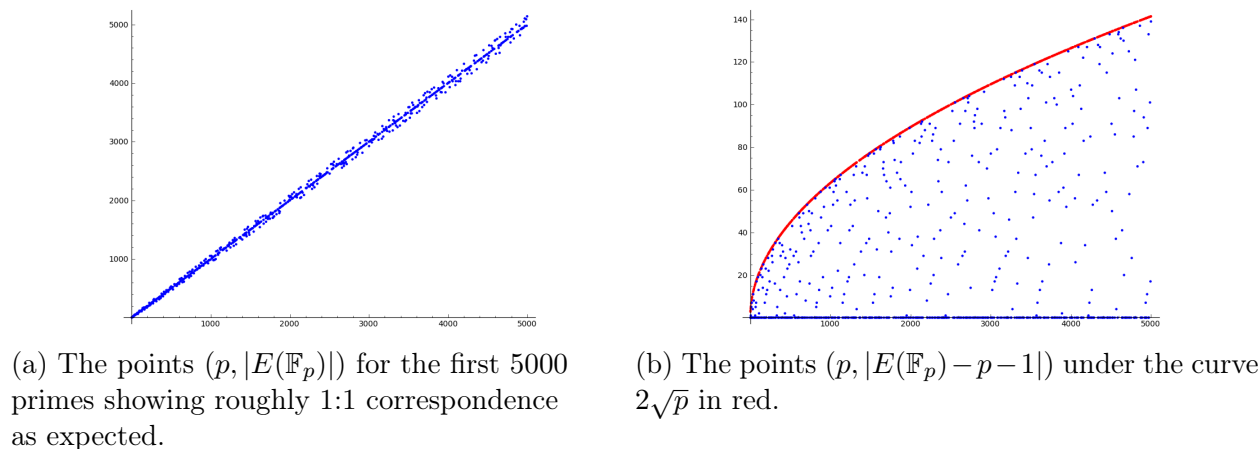 5000
4000
3000
2000
1000
1000 2000 3000 4000 5000
140
120
100
80
60
40
20
1000 2000 3000 4000 5000
(a) The points (p, |E(𝔽ₚ)|) for the first 5000
primes showing roughly 1:1 correspondence
as expected.
(b) The points (p, |E(𝔽ₚ) − p − 1|) under the curve
2√p in red.